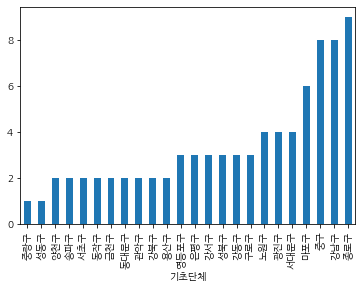 8
6
4
2
0
중랑구
성동구
양천구
송파구
서초구
동작구
금천구
동대문구
관악구
강북구
용산구
영등포구
은평구
강서구
성북구
강동구
구로구
노원구
광진구
서대문구
마포구
중구
강남구
종로구
기초단체